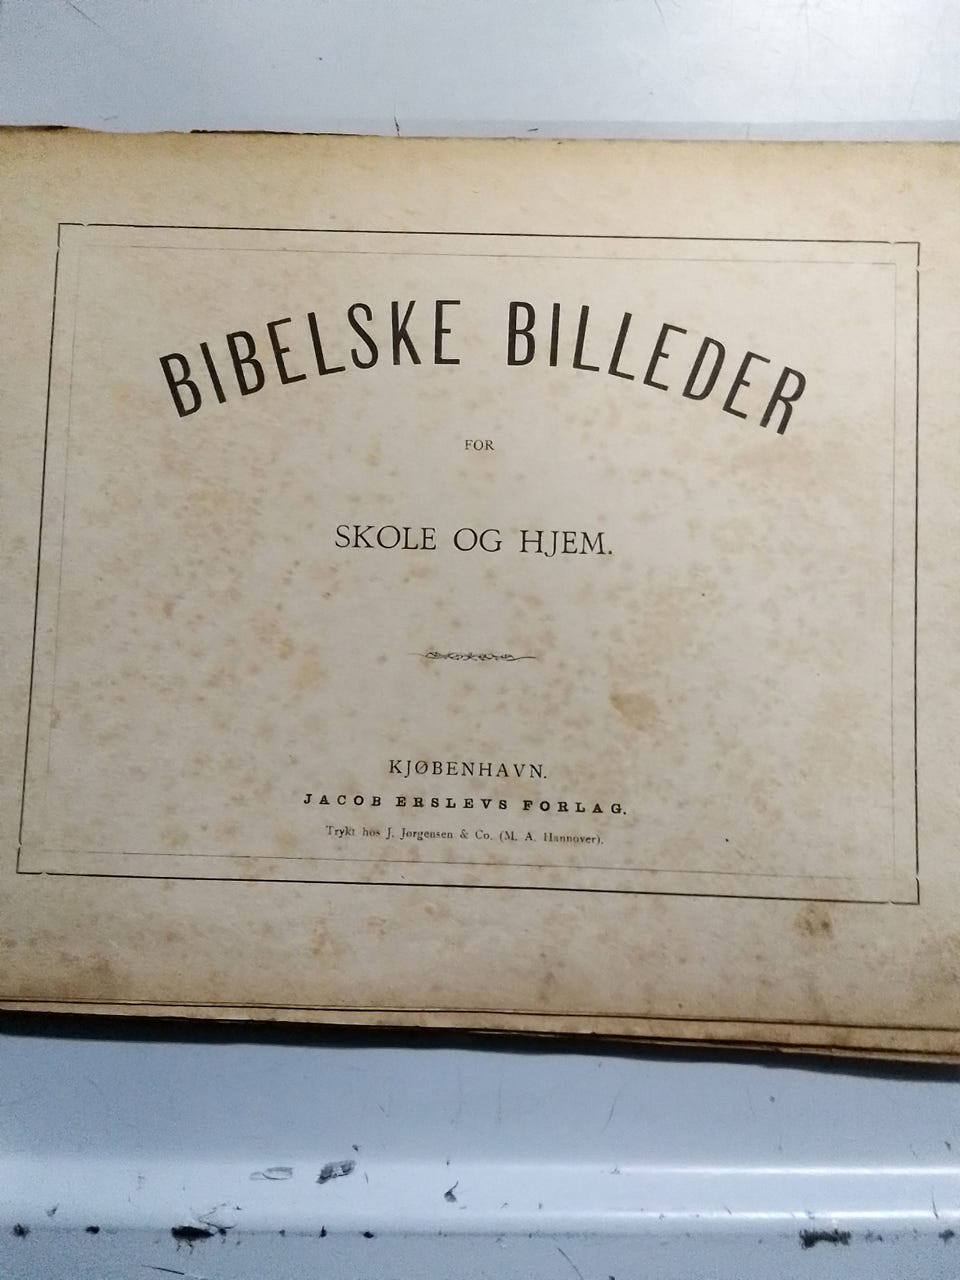 BIBELSKE BILLEDER
FOR
SKOLE OG HJEM.
KJØBENHAVN.
JACOB ERSLEVS FORLAG.
Trykt hos J. Jørgensen & Co. (M. A. Hannover).